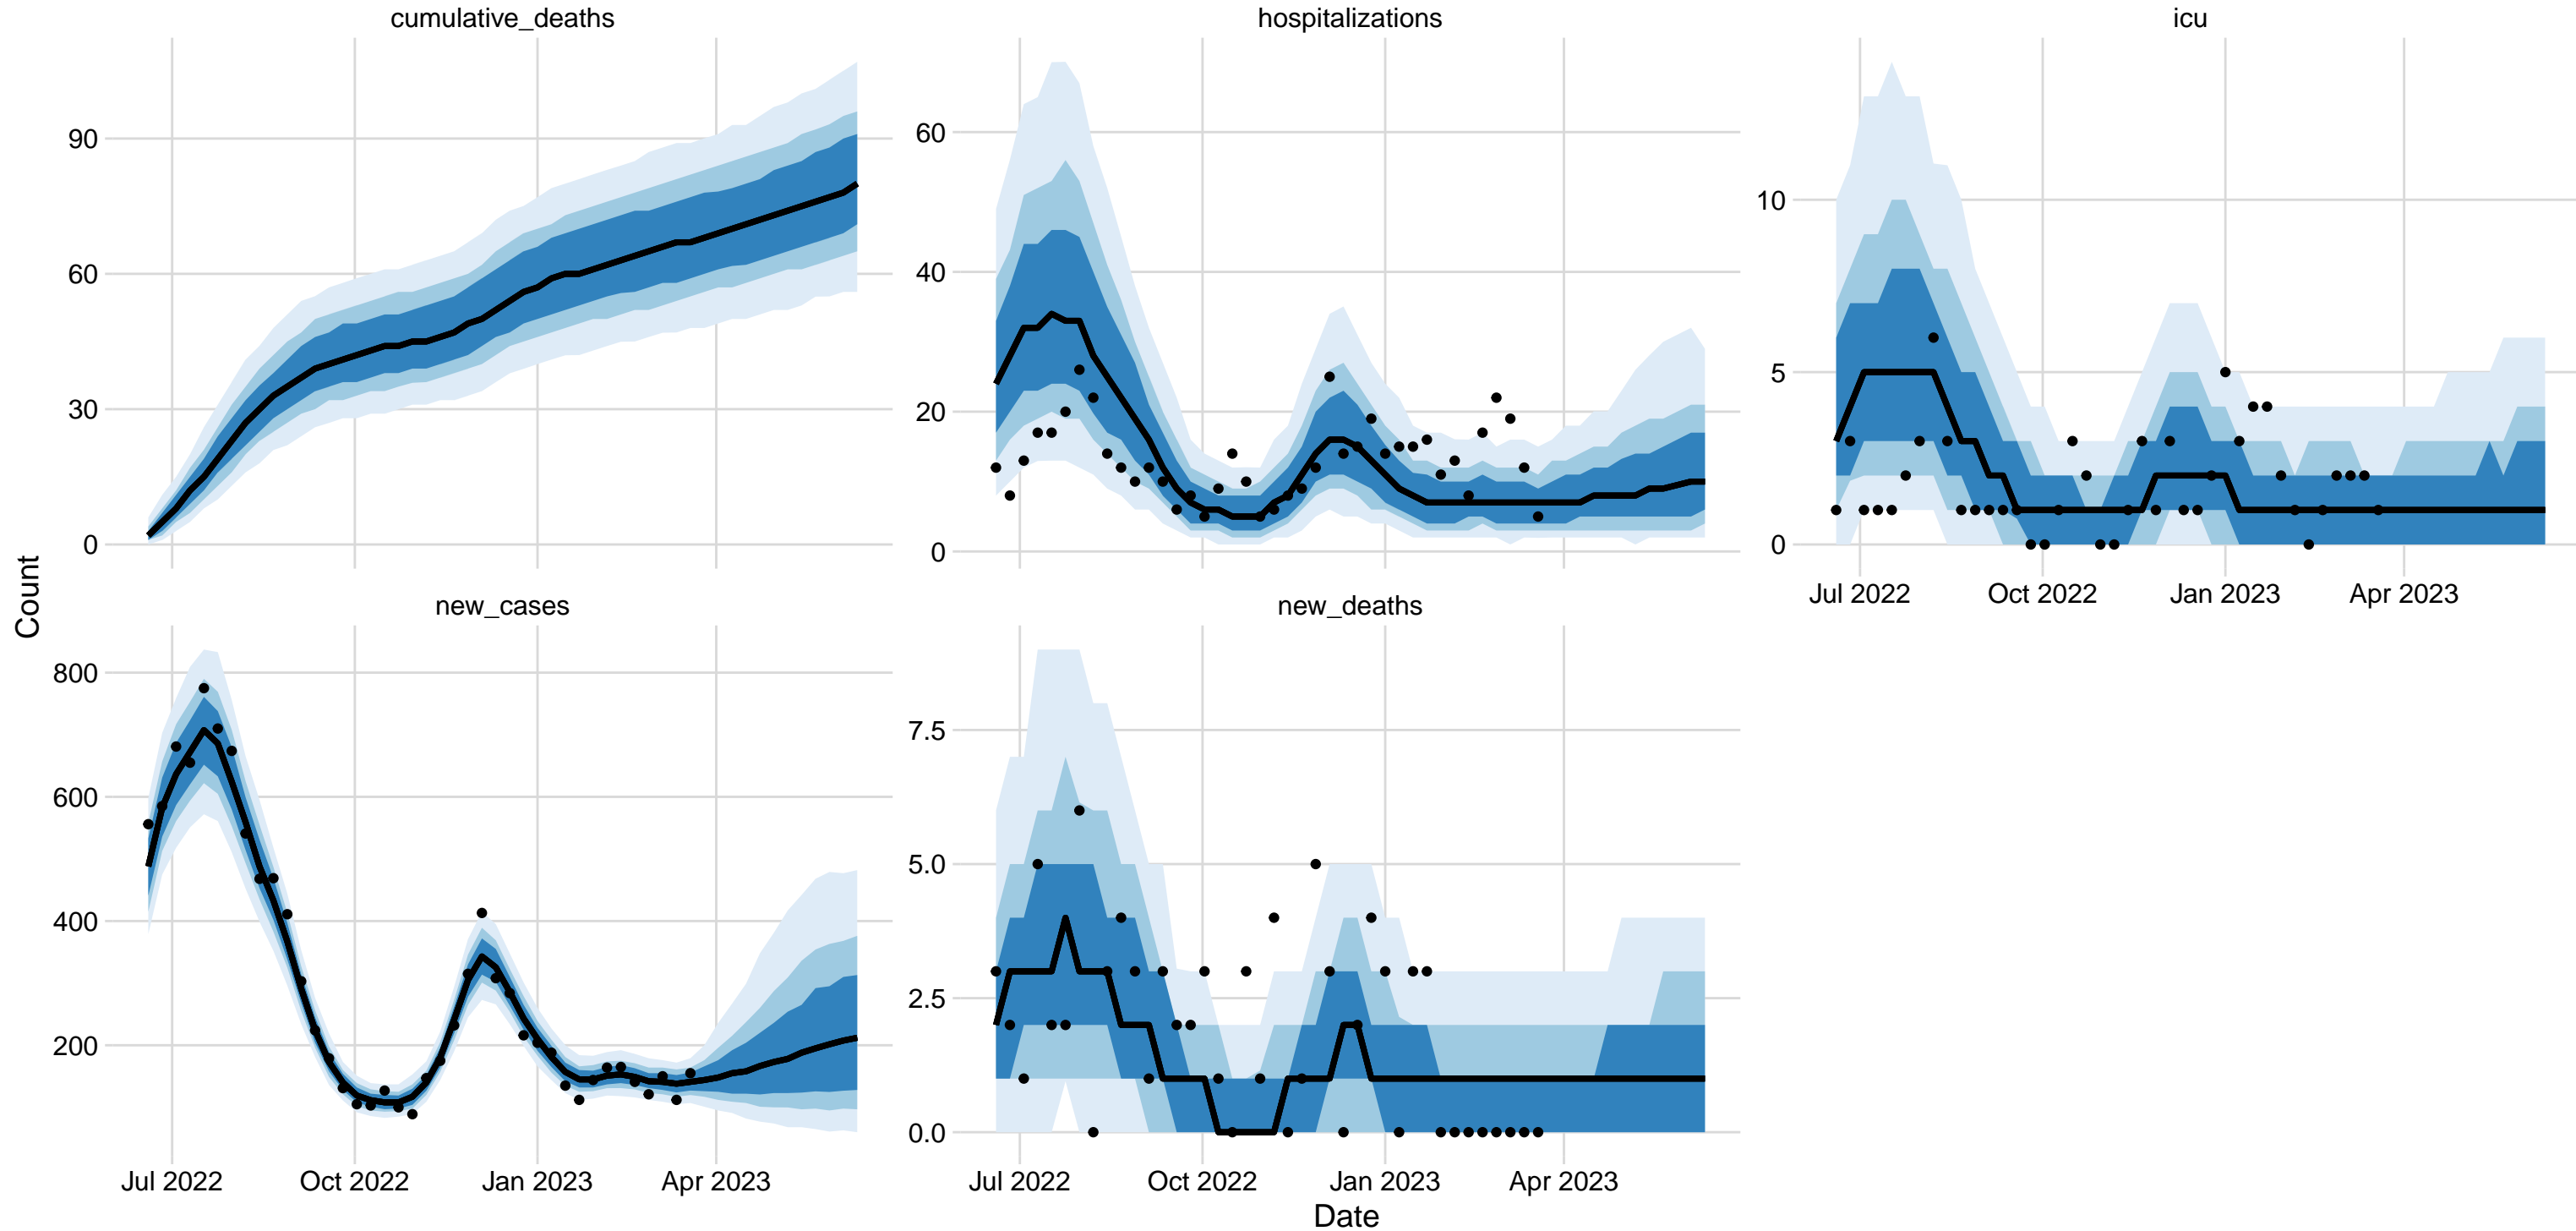 cumulative_deaths
hospitalizations
icu
90
60
30
0
60
40
20
0
10
5
0
Jul 2022 Oct 2022 Jan 2023 Apr 2023
Count
new_cases
new_deaths
800
600
400
200
7.5
5.0
2.5
0.0
Jul 2022 Oct 2022 Jan 2023 Apr 2023
Jul 2022 Oct 2022 Jan 2023 Apr 2023
Date